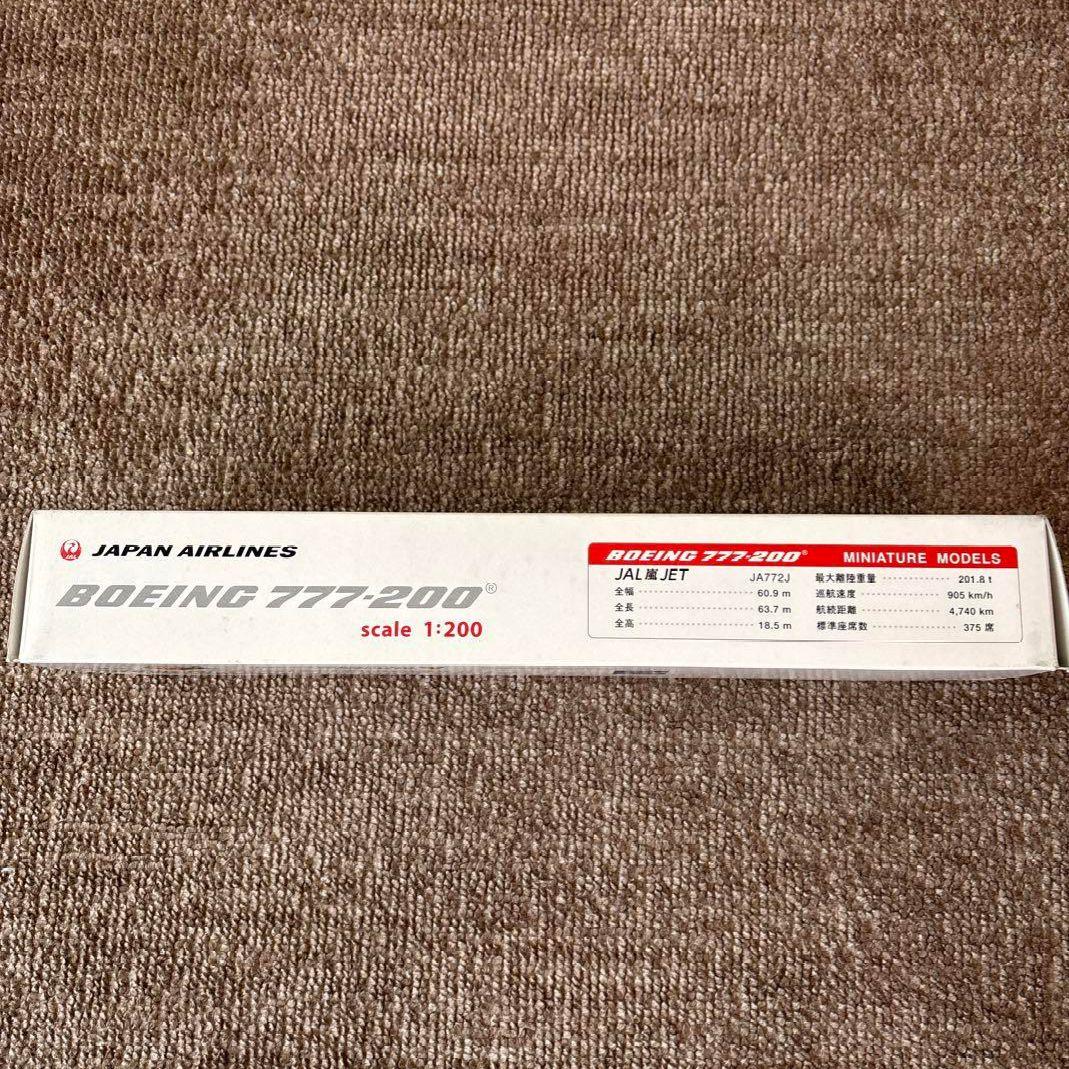 JAL JAPAN AIRLINES
BOEING 777-200®
scale 1:200
BOEING 777-200® MINIATURE MODELS
JAL嵐JET JA772J
全幅 60.9 m
全長 63.7 m
全高 18.5 m
最大離陸重量 201.8 t
巡航速度 905 km/h
航続距離 4,740 km
標準座席数 375 席